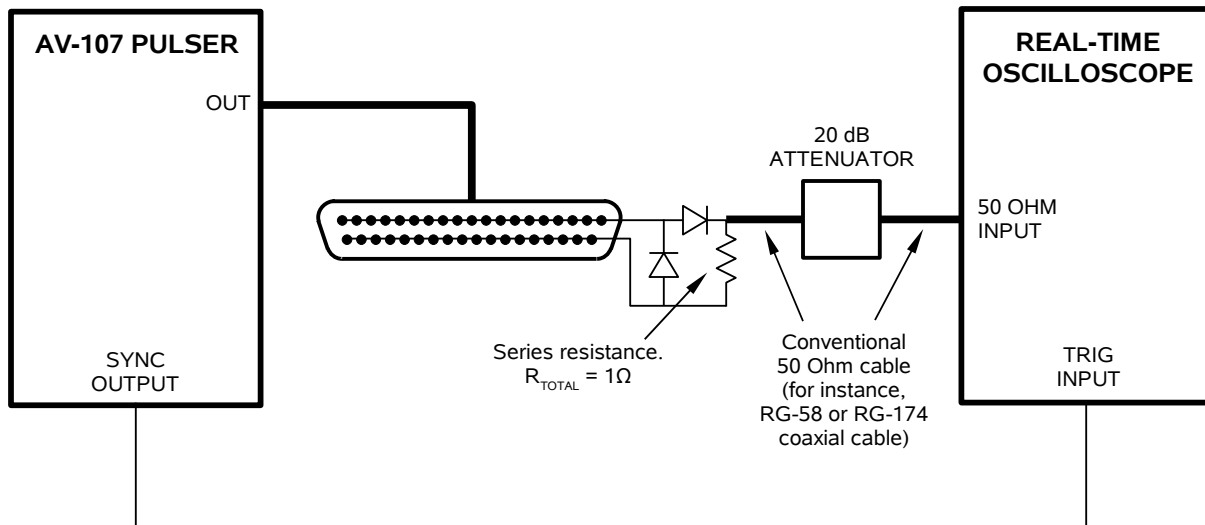 AV-107 PULSER
OUT
SYNC
OUTPUT
Series resistance.
R_TOTAL = 1Ω
20 dB
ATTENUATOR
Conventional
50 Ohm cable
(for instance,
RG-58 or RG-174
coaxial cable)
REAL-TIME
OSCILLOSCOPE
50 OHM
INPUT
TRIG
INPUT